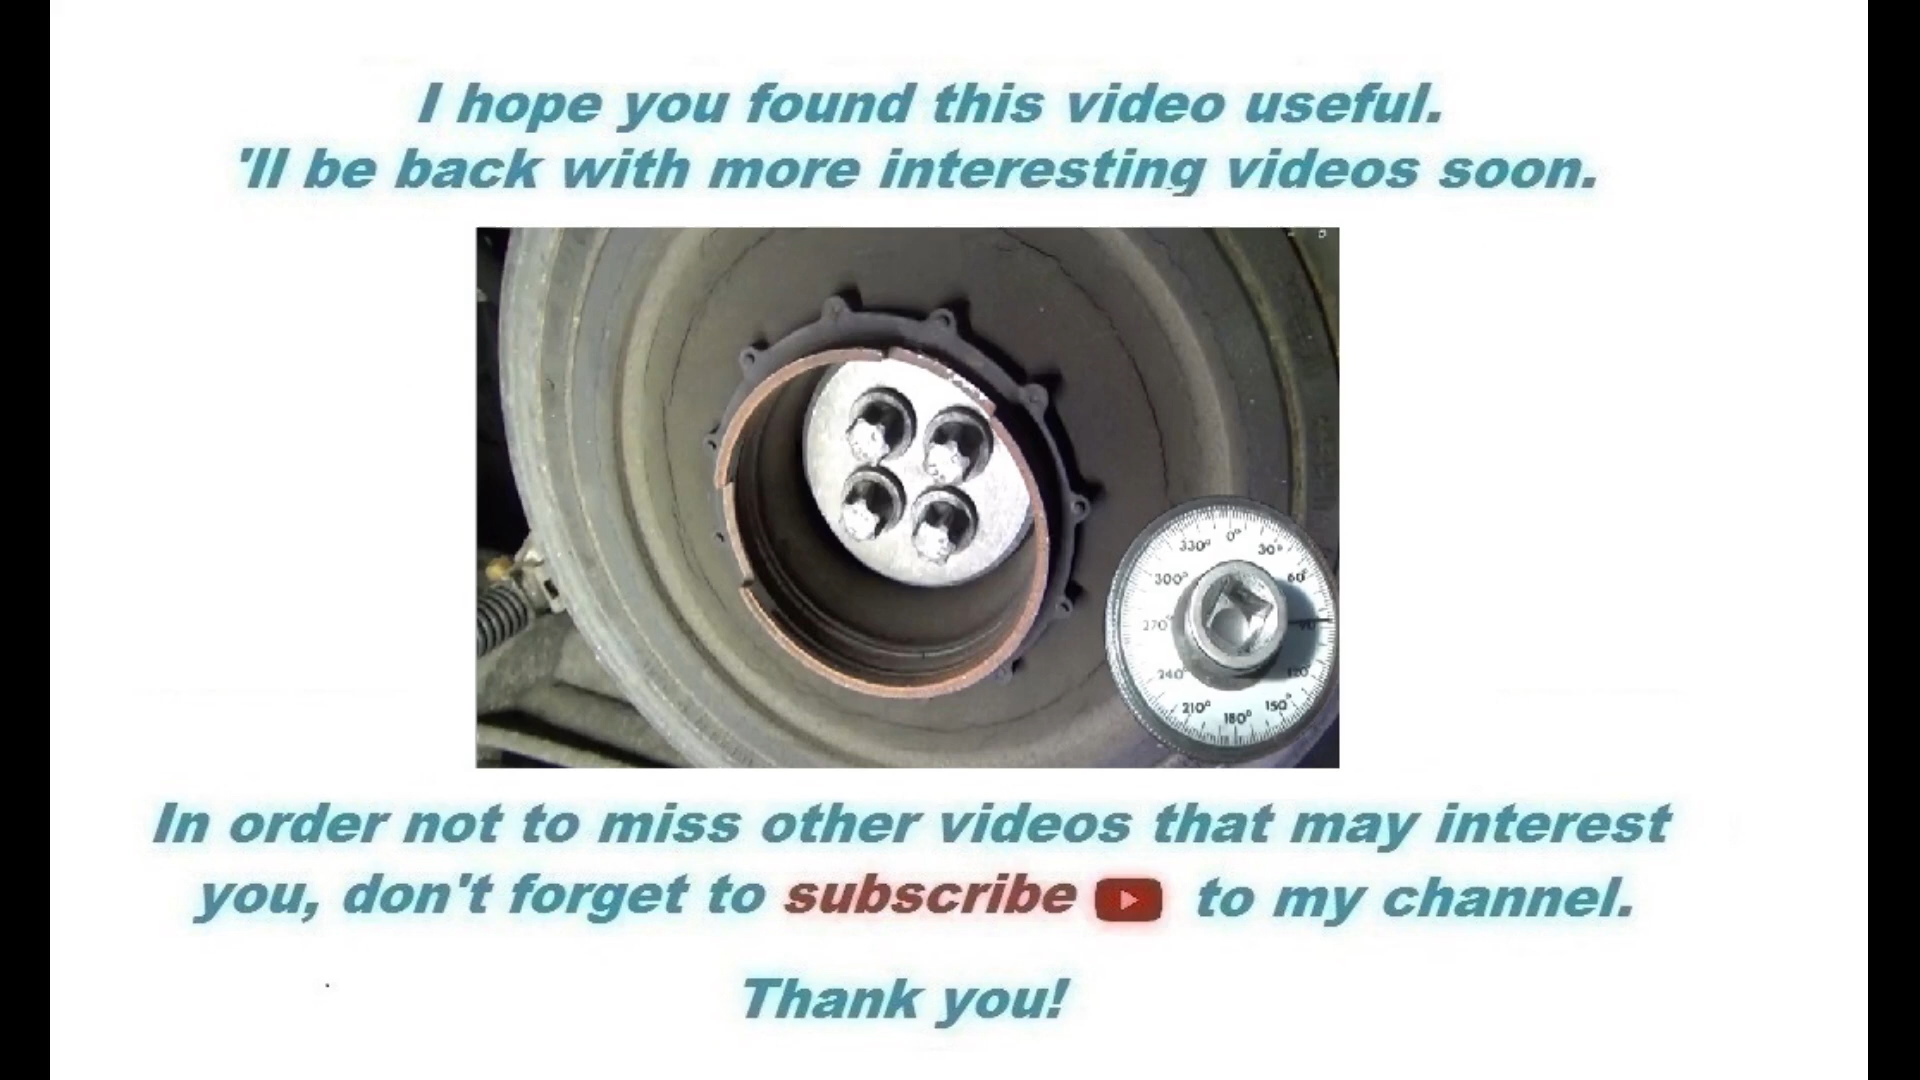 I hope you found this video useful.
'll be back with more interesting videos soon.
0°
330° 30°
300° 60°
270° 90
240 120
210° 150°
180°
In order not to miss other videos that may interest
you, don't forget to subscribe to my channel.
Thank you!